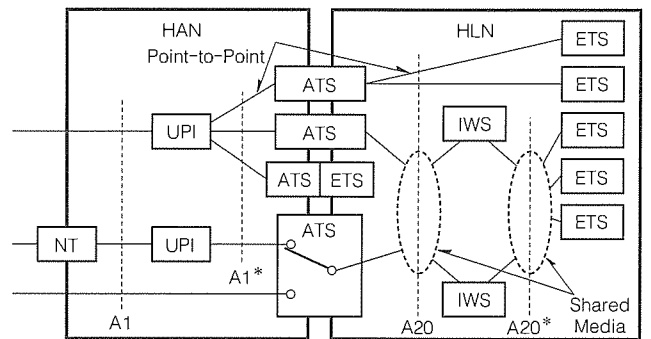 HAN
HLN
Point-to-Point
ETS
ATS
ETS
UPI
ATS
IWS
ETS
ATS
ETS
ETS
ATS
ETS
NT
UPI
A1*
IWS
Shared
Media
A1
A20
A20*